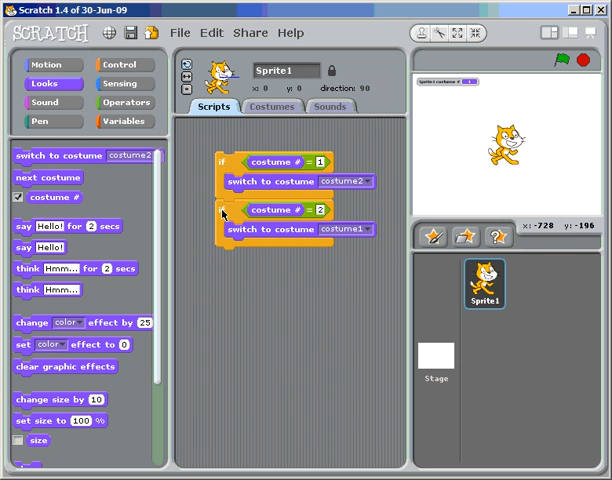 Scratch 1.4 of 30-Jun-09
SCRATCH File Edit Share Help
Motion Control
Looks Sensing
Sound Operators
Pen Variables
Sprite1
x: 0 y: 0 direction: 90
Scripts Costumes Sounds
switch to costume costume2
next costume
costume #
say Hello! for 2 secs
say Hello!
think Hmm... for 2 secs
think Hmm...
change color effect by 25
set color effect to 0
clear graphic effects
change size by 10
set size to 100 %
size
if costume # = 1
switch to costume costume2
costume # = 2
switch to costume costume1
Sprite1 costume #
x: -728 y: -196
Sprite1
Stage